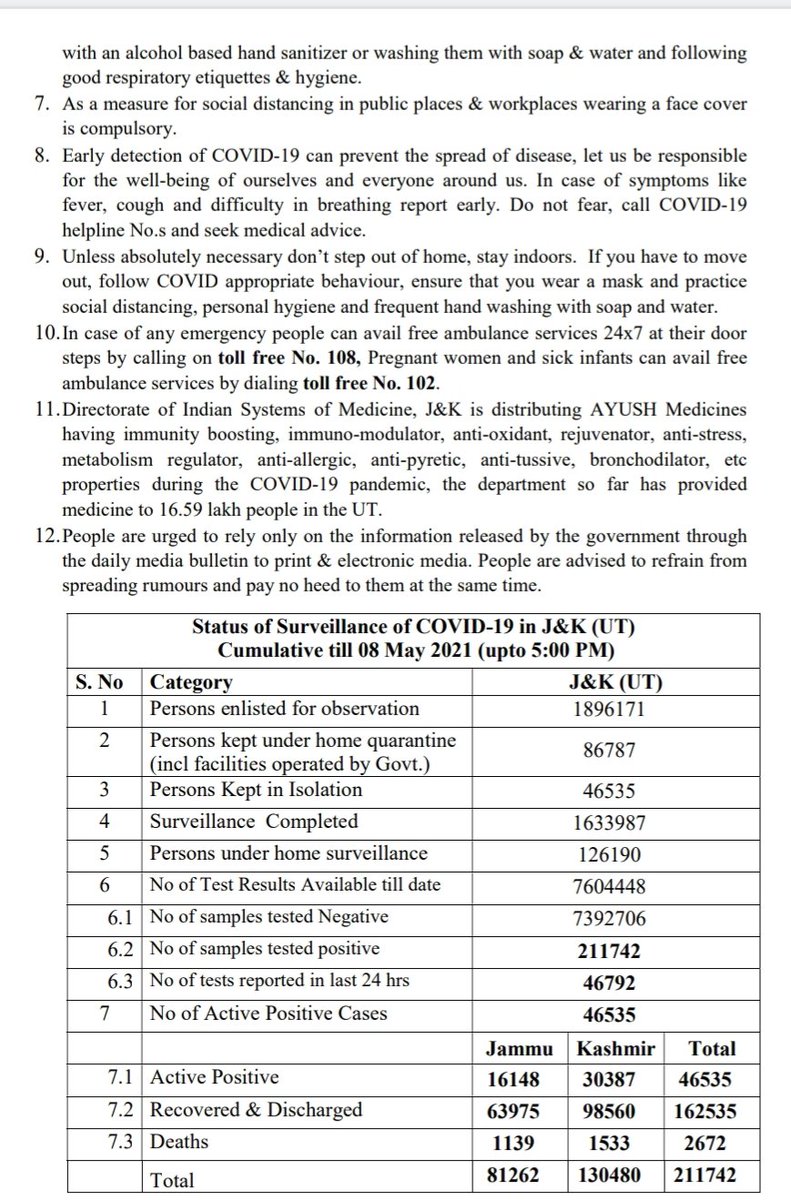 with an alcohol based hand sanitizer or washing them with soap & water and following
good respiratory etiquettes & hygiene.
7. As a measure for social distancing in public places & workplaces wearing a face cover
is compulsory.
8. Early detection of COVID-19 can prevent the spread of disease, let us be responsible
for the well-being of ourselves and everyone around us. In case of symptoms like
fever, cough and difficulty in breathing report early. Do not fear, call COVID-19
helpline No.s and seek medical advice.
9. Unless absolutely necessary don’t step out of home, stay indoors. If you have to move
out, follow COVID appropriate behaviour, ensure that you wear a mask and practice
social distancing, personal hygiene and frequent hand washing with soap and water.
10.In case of any emergency people can avail free ambulance services 24x7 at their door
steps by calling on toll free No. 108, Pregnant women and sick infants can avail free
ambulance services by dialing toll free No. 102.
11.Directorate of Indian Systems of Medicine, J&K is distributing AYUSH Medicines
having immunity boosting, immuno-modulator, anti-oxidant, rejuvenator, anti-stress,
metabolism regulator, anti-allergic, anti-pyretic, anti-tussive, bronchodilator, etc
properties during the COVID-19 pandemic, the department so far has provided
medicine to 16.59 lakh people in the UT.
12.People are urged to rely only on the information released by the government through
the daily media bulletin to print & electronic media. People are advised to refrain from
spreading rumours and pay no heed to them at the same time.
Status of Surveillance of COVID-19 in J&K (UT)
Cumulative till 08 May 2021 (upto 5:00 PM)
S. No Category J&K (UT)
1 Persons enlisted for observation 1896171
2 Persons kept under home quarantine
(incl facilities operated by Govt.) 86787
3 Persons Kept in Isolation 46535
4 Surveillance Completed 1633987
5 Persons under home surveillance 126190
6 No of Test Results Available till date 7604448
6.1 No of samples tested Negative 7392706
6.2 No of samples tested positive 211742
6.3 No of tests reported in last 24 hrs 46792
7 No of Active Positive Cases 46535
Jammu Kashmir Total
7.1 Active Positive 16148 30387 46535
7.2 Recovered & Discharged 63975 98560 162535
7.3 Deaths 1139 1533 2672
Total 81262 130480 211742